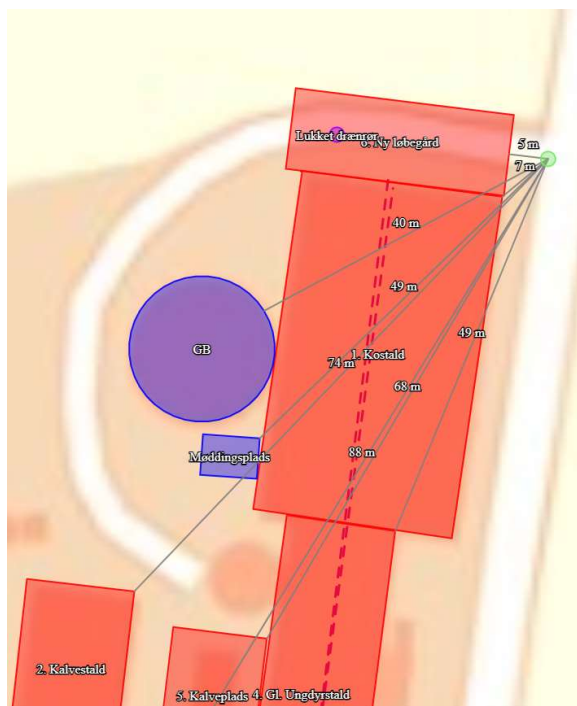 Lukket drænrør
6. Ny løbegård
5 m
7 m
40 m
49 m
49 m
GB
74 m
1. Kostald
68 m
Møddingsplads
88 m
2. Kalvestald
5. Kalveplads
4. Gl. Ungdyrstald